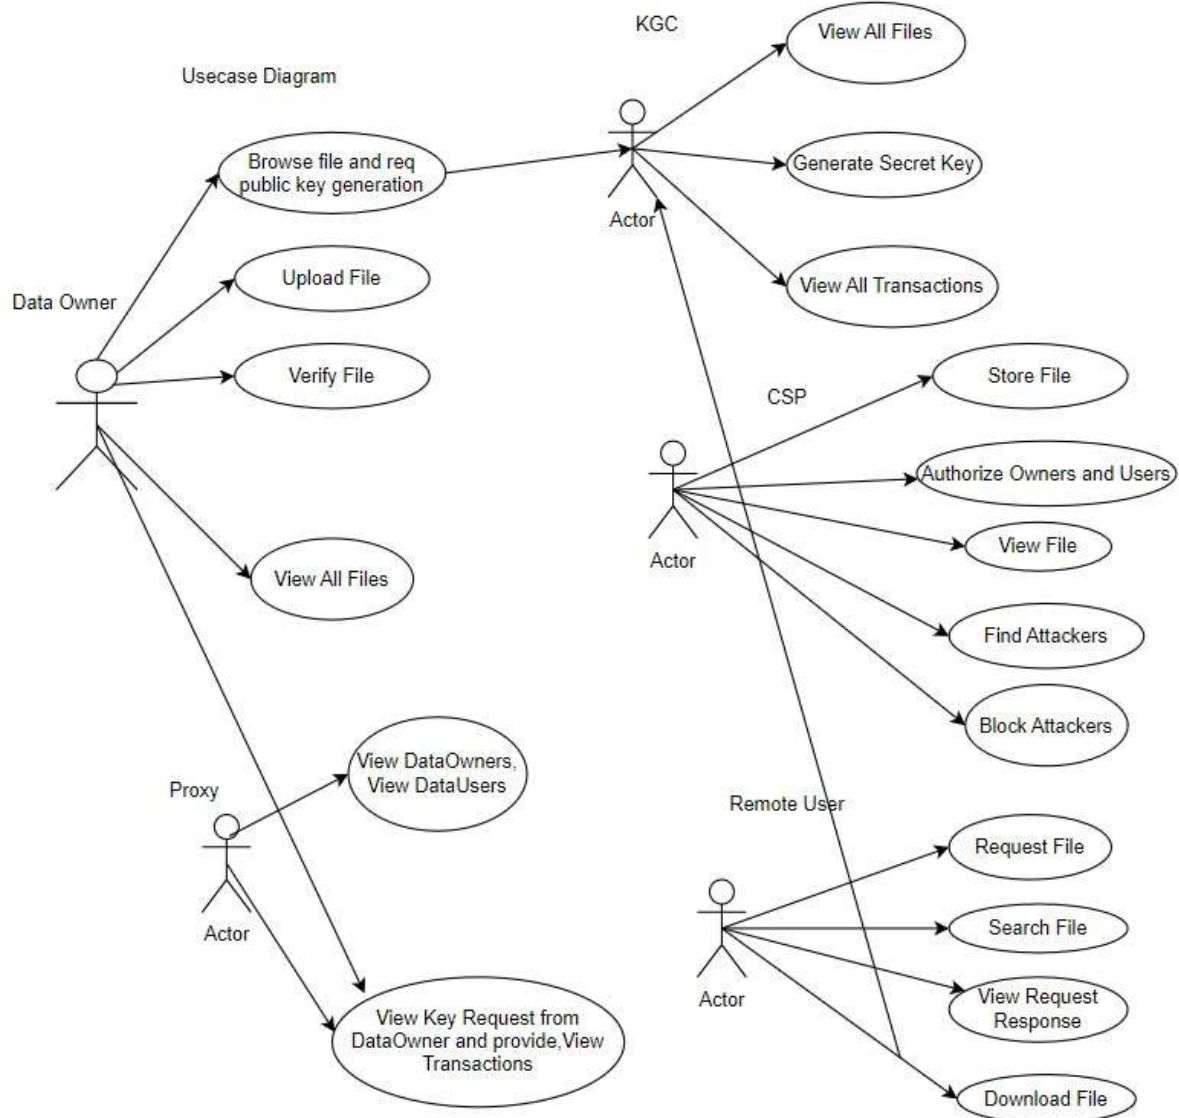 KGC
View All Files
Usecase Diagram
Browse file and req
public key generation
Generate Secret Key
Actor
Upload File
View All Transactions
Data Owner
Verify File
Store File
CSP
Authorize Owners and Users
Actor
View File
View All Files
Find Attackers
Block Attackers
View DataOwners,
View DataUsers
Proxy
Remote User
Request File
Actor
Search File
Actor
View Request
Response
View Key Request from
DataOwner and provide,View
Transactions
Download File